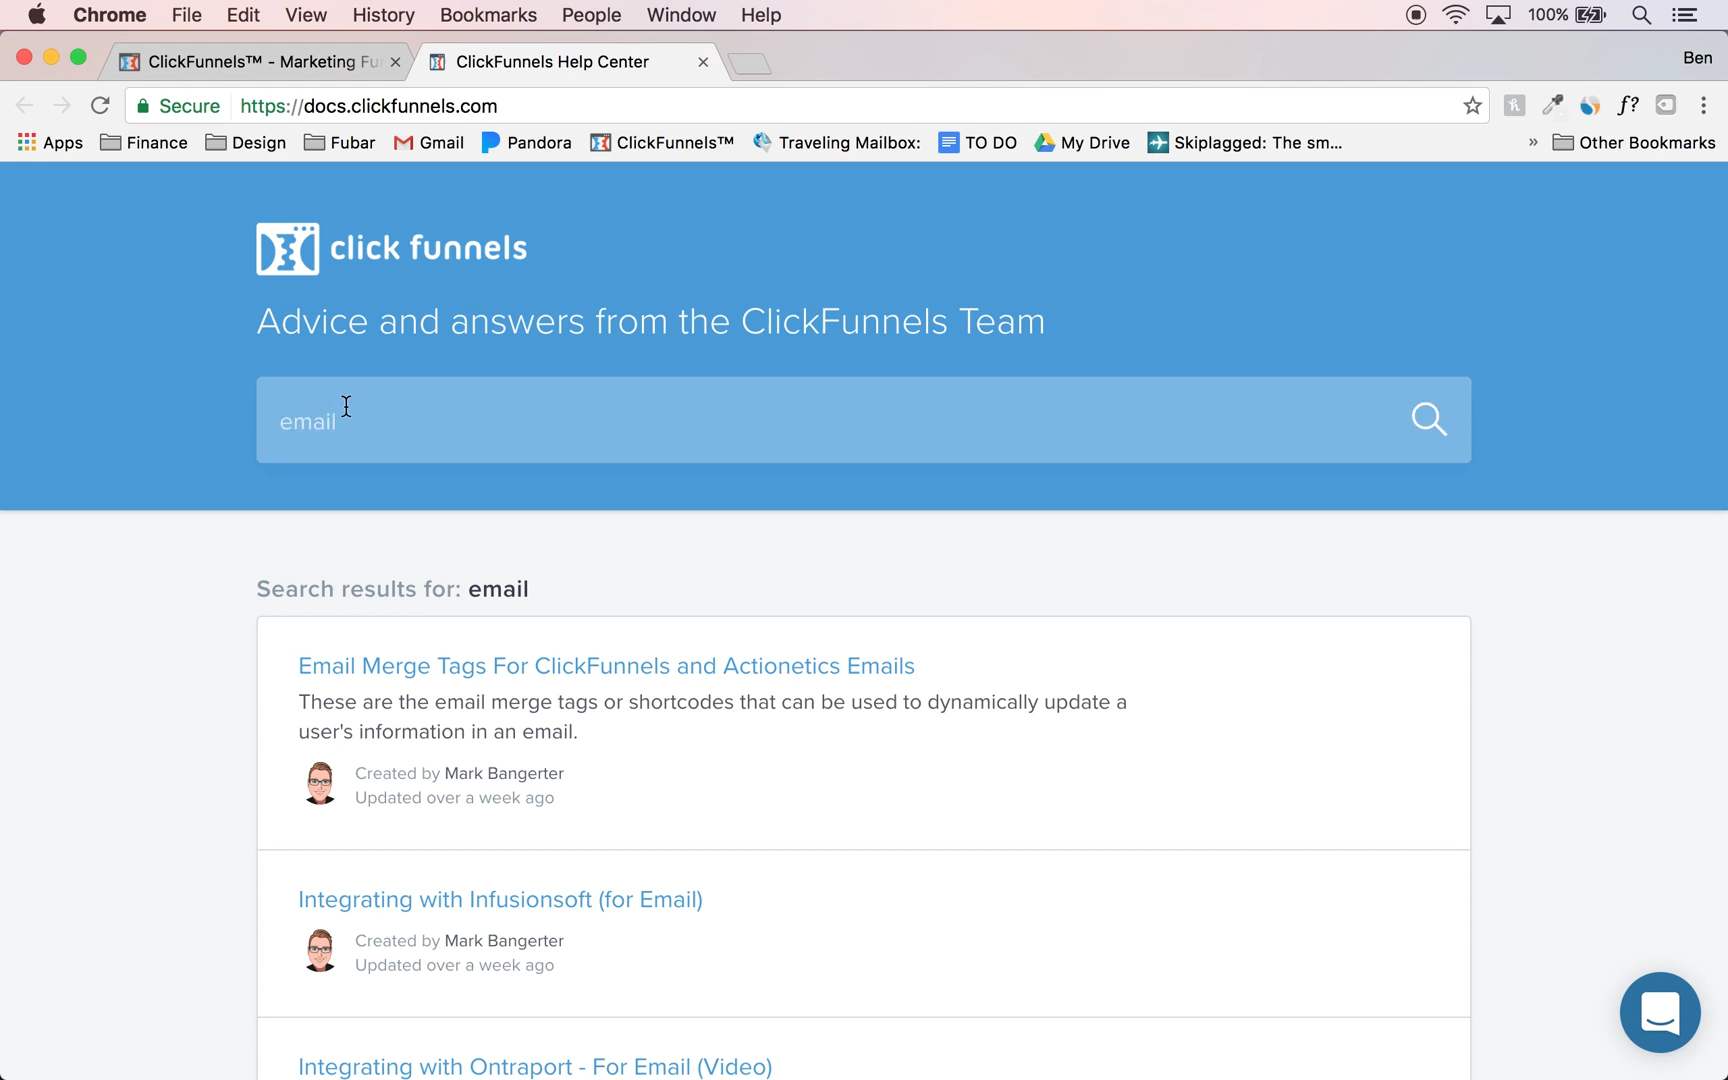 Chrome File Edit View History Bookmarks People Window Help 100%
ClickFunnels™ - Marketing Fu ClickFunnels Help Center Ben
Secure https://docs.clickfunnels.com f?
Apps Finance Design Fubar Gmail Pandora ClickFunnels™ Traveling Mailbox: TO DO My Drive Skiplagged: The sm... » Other Bookmarks
click funnels
Advice and answers from the ClickFunnels Team
email
Search results for: email
Email Merge Tags For ClickFunnels and Actionetics Emails
These are the email merge tags or shortcodes that can be used to dynamically update a
user's information in an email.
Created by Mark Bangerter
Updated over a week ago
Integrating with Infusionsoft (for Email)
Created by Mark Bangerter
Updated over a week ago
Integrating with Ontraport - For Email (Video)